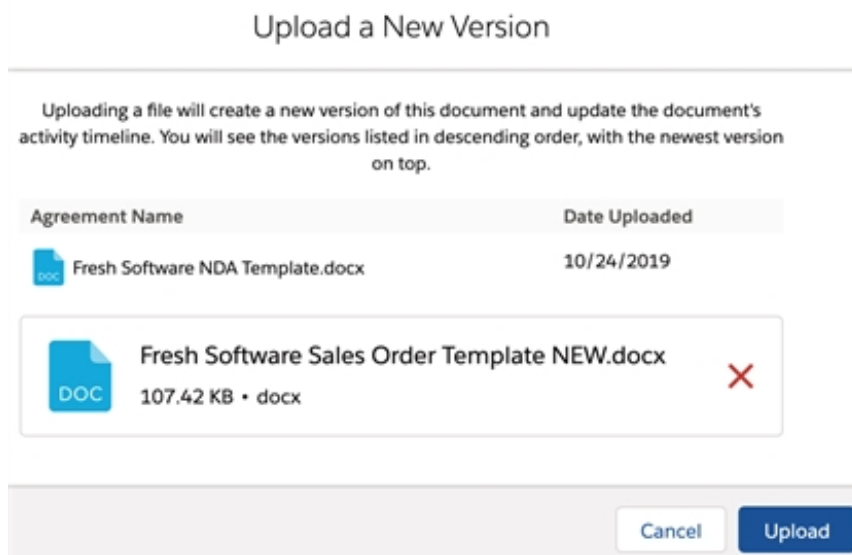 Upload a New Version
Uploading a file will create a new version of this document and update the document's
activity timeline. You will see the versions listed in descending order, with the newest version
on top.
Agreement Name Date Uploaded
DOC Fresh Software NDA Template.docx 10/24/2019
Fresh Software Sales Order Template NEW.docx
DOC 107.42 KB • docx
Cancel Upload